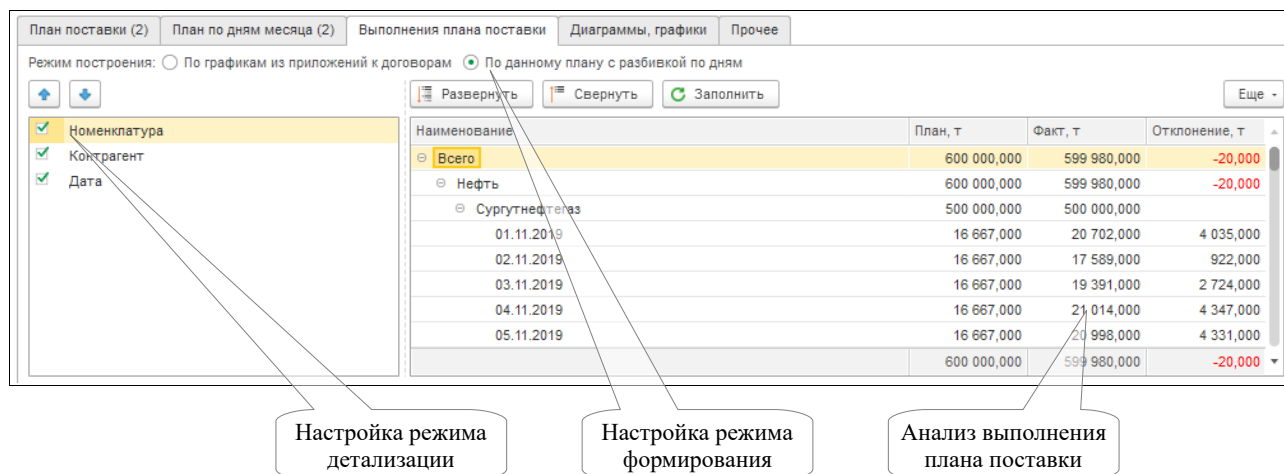 План поставки (2) План по дням месяца (2) Выполнения плана поставки Диаграммы, графики Прочее
Режим построения: По графикам из приложений к договорам По данному плану с разбивкой по дням
Развернуть Свернуть Заполнить Еще
Номенклатура
Контрагент
Дата
Наименование План, т Факт, т Отклонение, т
Всего 600 000,000 599 980,000 -20,000
Нефть 600 000,000 599 980,000 -20,000
Сургутнефтегаз 500 000,000 500 000,000
01.11.2019 16 667,000 20 702,000 4 035,000
02.11.2019 16 667,000 17 589,000 922,000
03.11.2019 16 667,000 19 391,000 2 724,000
04.11.2019 16 667,000 21 014,000 4 347,000
05.11.2019 16 667,000 20 998,000 4 331,000
600 000,000 599 980,000 -20,000
Настройка режима
детализации
Настройка режима
формирования
Анализ выполнения
плана поставки